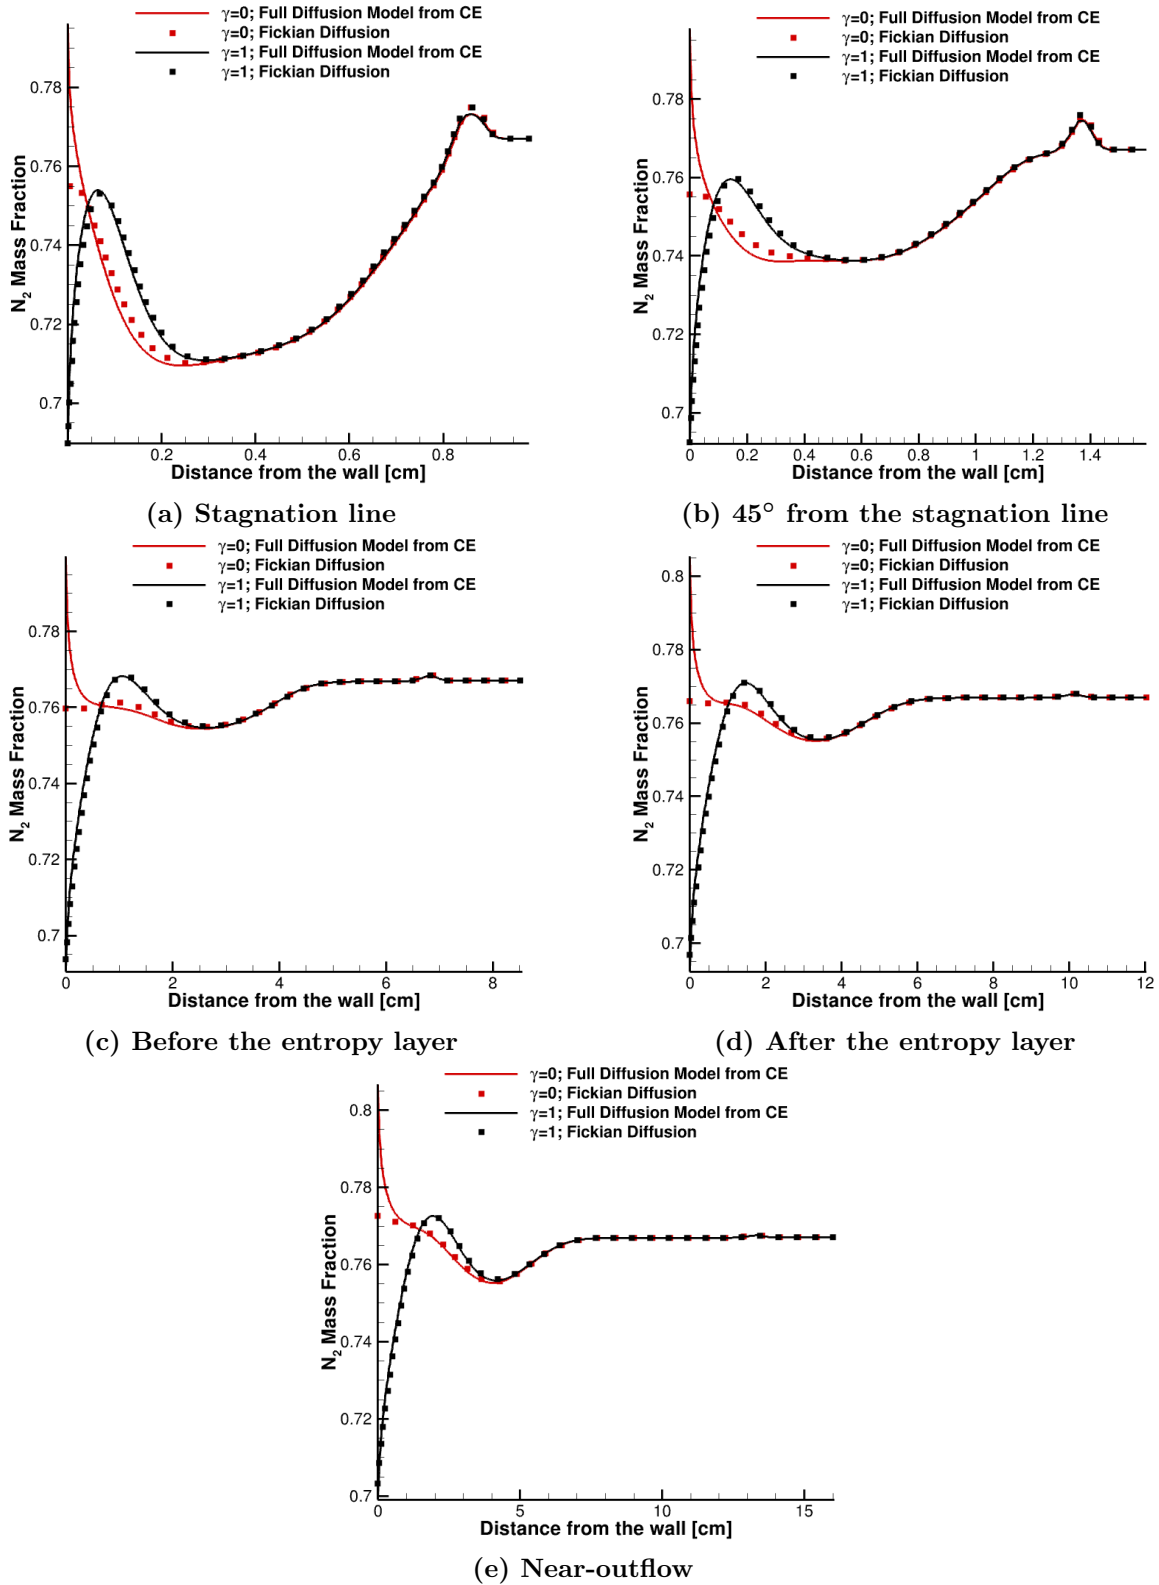 γ=0; Full Diffusion Model from CE
γ=0; Fickian Diffusion
γ=1; Full Diffusion Model from CE
γ=1; Fickian Diffusion
N₂ Mass Fraction
0.78
0.76
0.74
0.72
0.7
0.2 0.4 0.6 0.8
Distance from the wall [cm]
(a) Stagnation line
γ=0; Full Diffusion Model from CE
γ=0; Fickian Diffusion
γ=1; Full Diffusion Model from CE
γ=1; Fickian Diffusion
N₂ Mass Fraction
0.78
0.76
0.74
0.72
0.7
0 0.2 0.4 0.6 0.8 1 1.2 1.4
Distance from the wall [cm]
(b) 45° from the stagnation line
γ=0; Full Diffusion Model from CE
γ=0; Fickian Diffusion
γ=1; Full Diffusion Model from CE
γ=1; Fickian Diffusion
N₂ Mass Fraction
0.78
0.76
0.74
0.72
0.7
0 2 4 6 8
Distance from the wall [cm]
(c) Before the entropy layer
γ=0; Full Diffusion Model from CE
γ=0; Fickian Diffusion
γ=1; Full Diffusion Model from CE
γ=1; Fickian Diffusion
N₂ Mass Fraction
0.8
0.78
0.76
0.74
0.72
0.7
0 2 4 6 8 10 12
Distance from the wall [cm]
(d) After the entropy layer
γ=0; Full Diffusion Model from CE
γ=0; Fickian Diffusion
γ=1; Full Diffusion Model from CE
γ=1; Fickian Diffusion
N₂ Mass Fraction
0.8
0.78
0.76
0.74
0.72
0.7
0 5 10 15
Distance from the wall [cm]
(e) Near-outflow